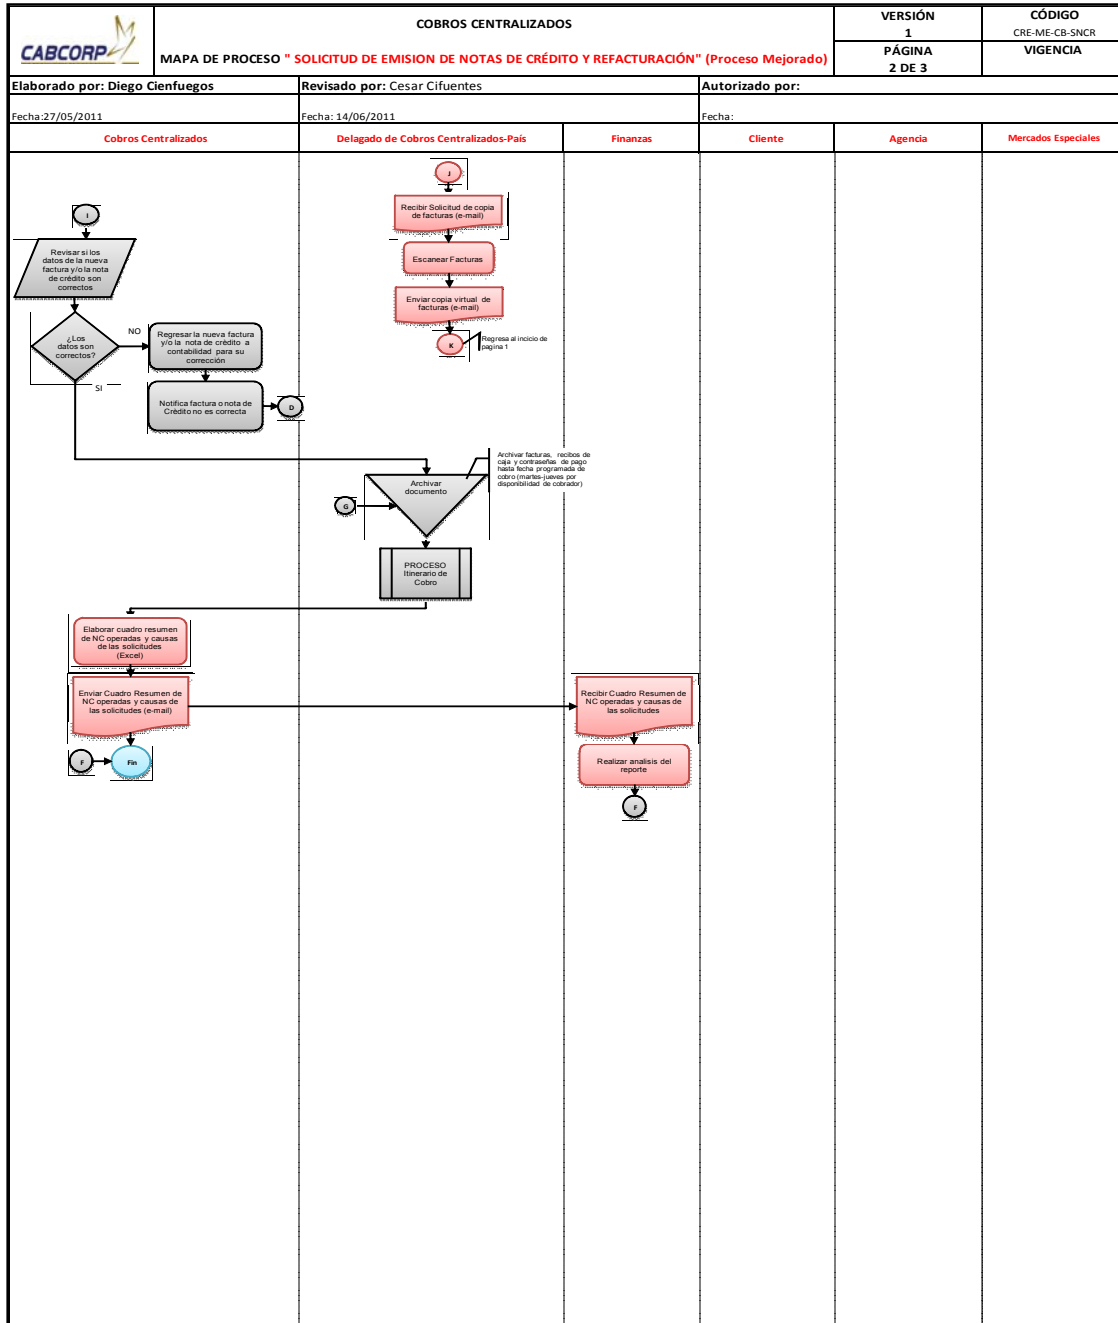 CABCORP
COBROS CENTRALIZADOS
MAPA DE PROCESO " SOLICITUD DE EMISION DE NOTAS DE CRÉDITO Y REFACTURACIÓN" (Proceso Mejorado)
VERSIÓN
1
PÁGINA
2 DE 3
CÓDIGO
CRE-ME-CB-SNCR
VIGENCIA
Elaborado por: Diego Cienfuegos
Revisado por: Cesar Cifuentes
Autorizado por:
Fecha:27/05/2011
Fecha: 14/06/2011
Fecha:
Cobros Centralizados
Delagado de Cobros Centralizados-País
Finanzas
Cliente
Agencia
Mercados Especiales
J
Recibir Solicitud de copia
de facturas (e-mail)
Escanear Facturas
Enviar copia virtual de
facturas (e-mail)
K
Regresa al incicio de
pagina 1
I
Revisar si los
datos de la nueva
factura y/o la nota
de crédito son
correctos
¿Los
datos son
correctos?
NO
SI
Regresar la nueva factura
y/o la nota de crédito a
contabilidad para su
corrección
Notifica factura o nota de
Crédito no es correcta
D
Archivar facturas, recibos de
caja y contraseñas de pago
hasta fecha programada de
cobro (martes-jueves por
disponibilidad de cobrador)
Archivar
documento
G
PROCESO
Itinerario de
Cobro
Elaborar cuadro resumen
de NC operadas y causas
de las solicitudes
(Excel)
Enviar Cuadro Resumen de
NC operadas y causas de
las solicitudes (e-mail)
Recibir Cuadro Resumen de
NC operadas y causas de
las solicitudes
F
Fin
Realizar analisis del
reporte
F